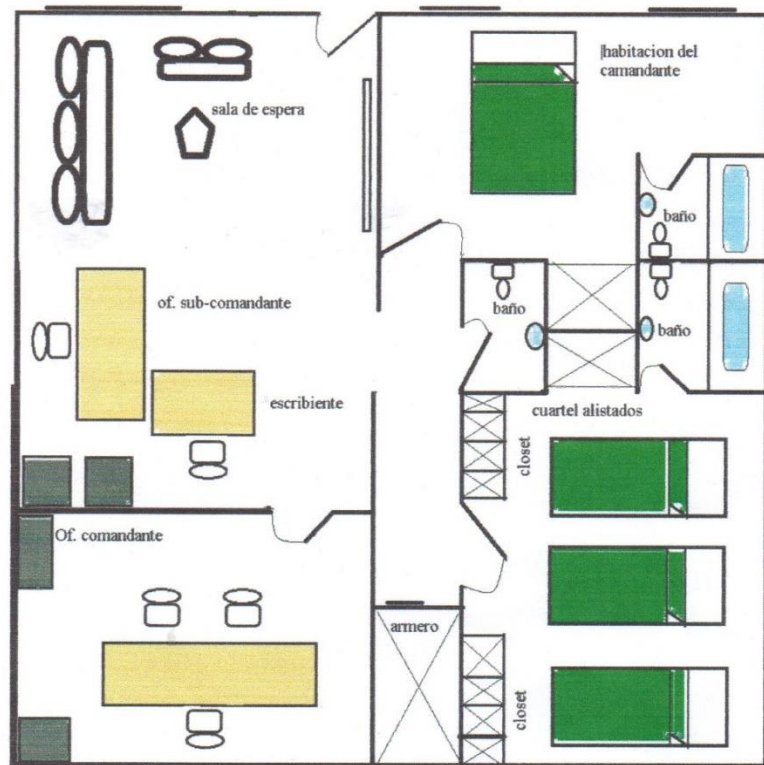 |habitacion del
camandante
sala de espera
baño
of. sub-comandante
baño
baño
escribiente
cuartel alistados
closet
Of. comandante
armero
closet